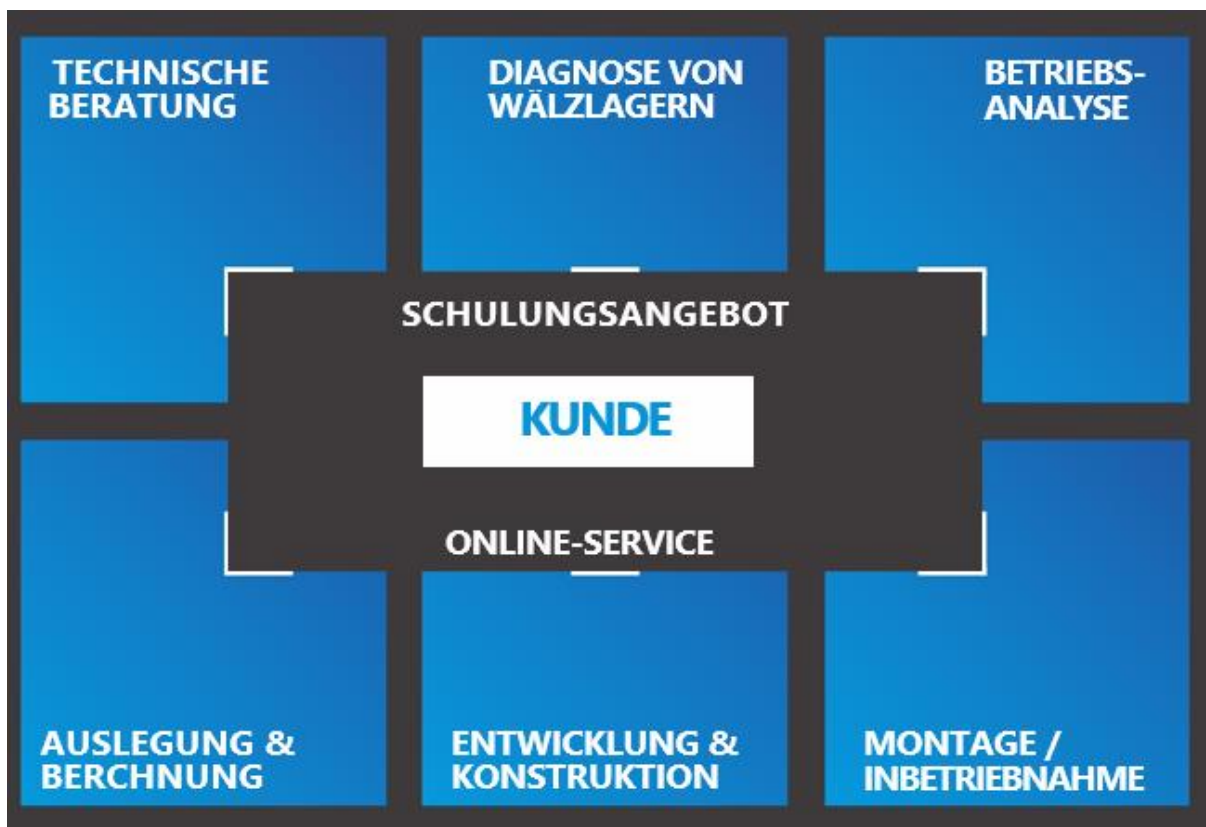 TECHNISCHE
BERATUNG
DIAGNOSE VON
WÄLZLAGERN
BETRIEBS-
ANALYSE
SCHULUNGSANGEBOT
KUNDE
ONLINE-SERVICE
AUSLEGUNG &
BERCHNUNG
ENTWICKLUNG &
KONSTRUKTION
MONTAGE /
INBETRIEBNAHME